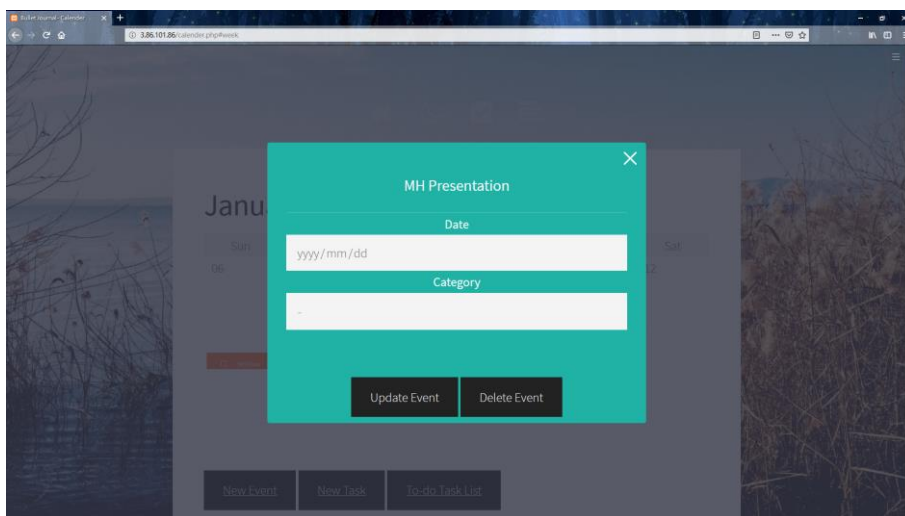 Bullet Journal - Calender
3.86.101.86/calender.php#week
MH Presentation
Janu
Date
Sun
Sat
yyyy/mm/dd
06
12
Category
-
Update Event
Delete Event
New Event
New Task
To-do Task List